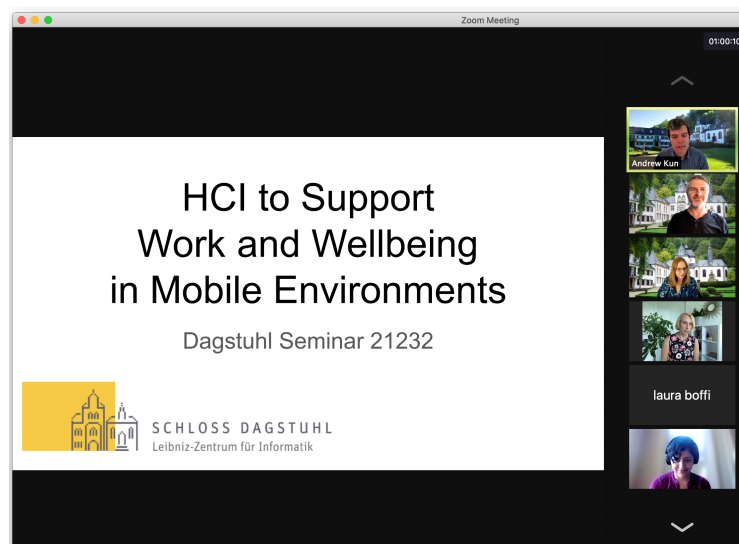 Zoom Meeting
01:00:10
Andrew Kun
HCI to Support
Work and Wellbeing
in Mobile Environments
Dagstuhl Seminar 21232
SCHLOSS DAGSTUHL
Leibniz-Zentrum für Informatik
laura boffi